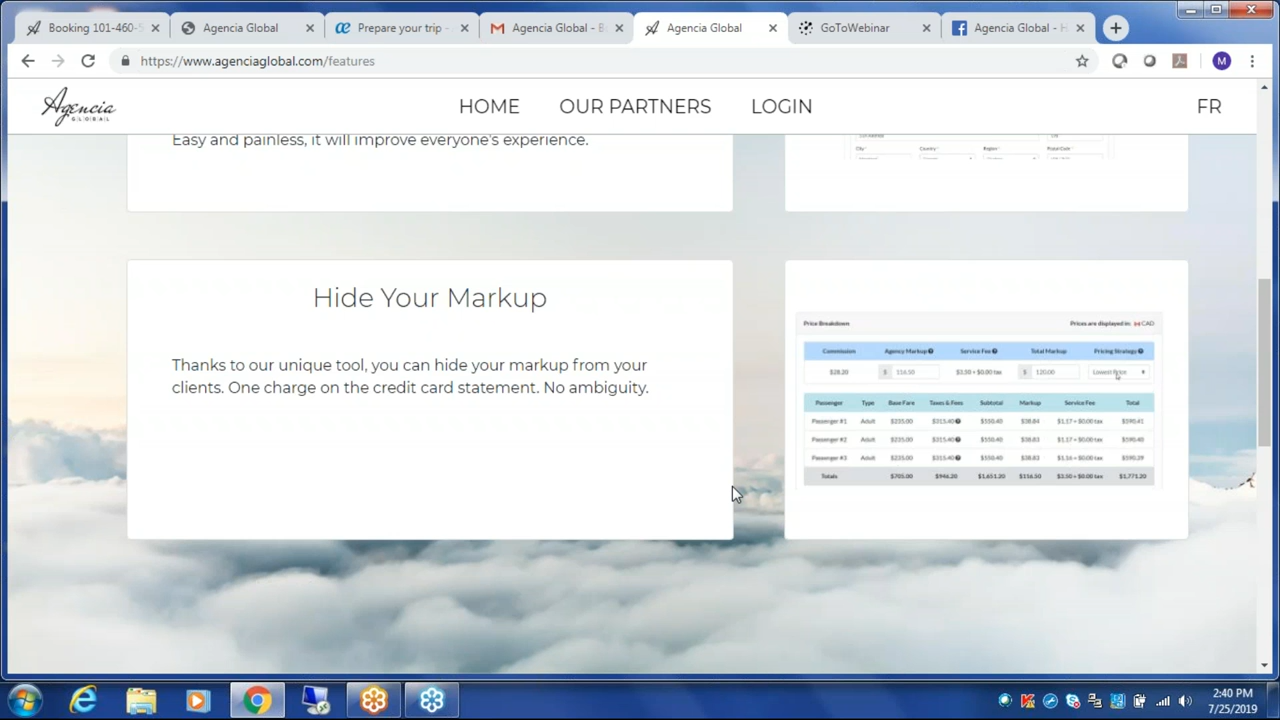 Booking 101-460-5
Agencia Global
Prepare your trip -
Agencia Global - B
Agencia Global
GoToWebinar
Agencia Global - H
https://www.agenciaglobal.com/features
M
Agencia
GLOBAL
HOME
OUR PARTNERS
LOGIN
FR
Easy and painless, it will improve everyone's experience.
City *
Country *
Region *
Postal Code *
Hide Your Markup
Thanks to our unique tool, you can hide your markup from your
clients. One charge on the credit card statement. No ambiguity.
Price Breakdown
Prices are displayed in: CAD
Commission Agency Markup Service Fee Total Markup Pricing Strategy
$28.20 $ 116.50 $3.50 + $0.00 tax $ 120.00 Lowest Price
Passenger Type Base Fare Taxes & Fees Subtotal Markup Service Fee Total
Passenger #1 Adult $235.00 $315.40 $550.40 $38.84 $1.17 + $0.00 tax $590.41
Passenger #2 Adult $235.00 $315.40 $550.40 $38.83 $1.17 + $0.00 tax $590.40
Passenger #3 Adult $235.00 $315.40 $550.40 $38.83 $1.16 + $0.00 tax $590.39
Totals $705.00 $946.20 $1,651.20 $116.50 $3.50 + $0.00 tax $1,771.20
2:40 PM
7/25/2019